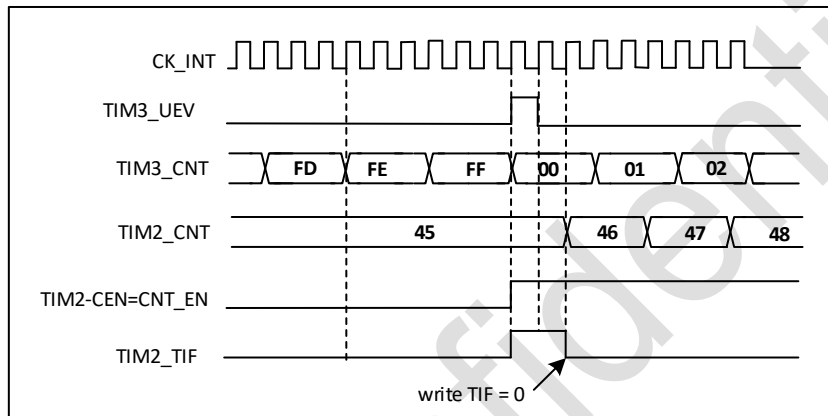 CK_INT
TIM3_UEV
TIM3_CNT FD FE FF 00 01 02
TIM2_CNT 45 46 47 48
TIM2-CEN=CNT_EN
TIM2_TIF
write TIF = 0